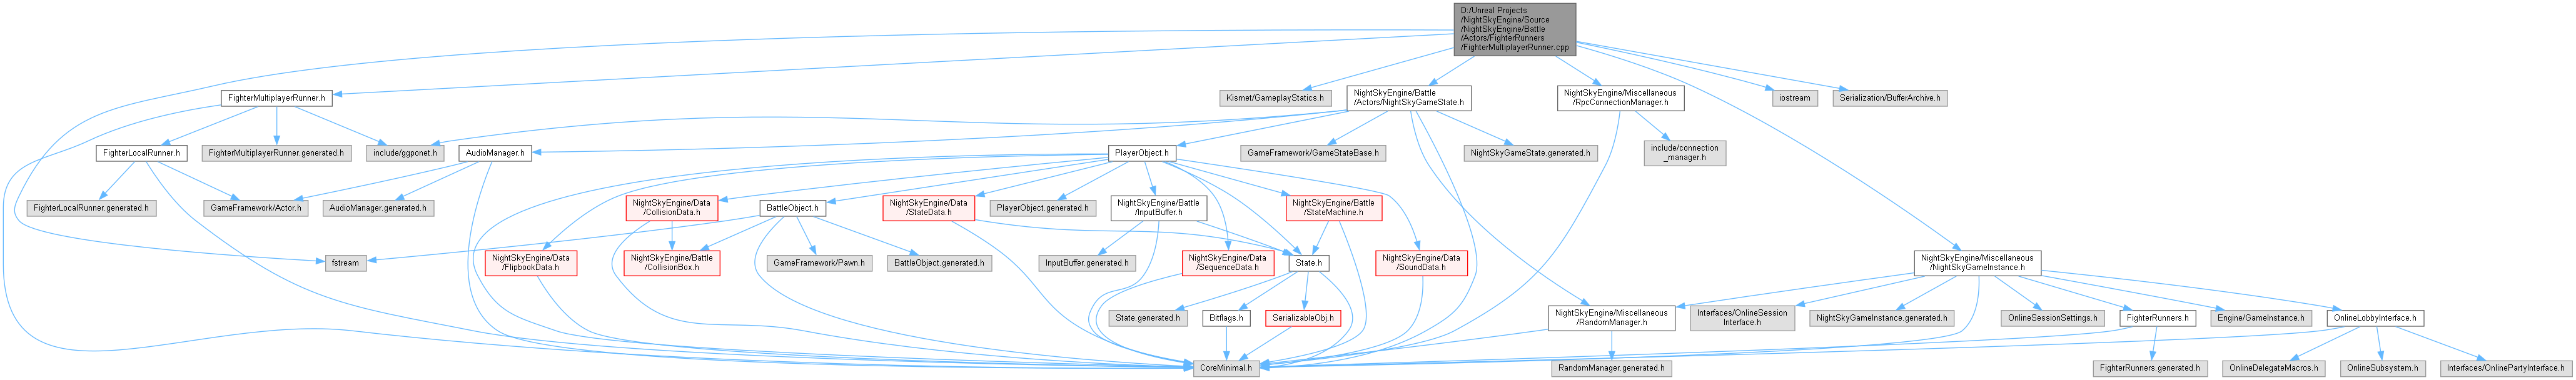 D:/Unreal Projects
/NightSkyEngine/Source
/NightSkyEngine/Battle
/Actors/FighterRunners
/FighterMultiplayerRunner.cpp
FighterMultiplayerRunner.h
Kismet/GameplayStatics.h
NightSkyEngine/Battle
/Actors/NightSkyGameState.h
NightSkyEngine/Miscellaneous
/RpcConnectionManager.h
iostream
Serialization/BufferArchive.h
FighterLocalRunner.h
FighterMultiplayerRunner.generated.h
include/ggponet.h
AudioManager.h
PlayerObject.h
GameFramework/GameStateBase.h
NightSkyGameState.generated.h
include/connection
_manager.h
FighterLocalRunner.generated.h
GameFramework/Actor.h
AudioManager.generated.h
NightSkyEngine/Data
/CollisionData.h
BattleObject.h
NightSkyEngine/Data
/StateData.h
PlayerObject.generated.h
NightSkyEngine/Battle
/InputBuffer.h
NightSkyEngine/Battle
/StateMachine.h
fstream
NightSkyEngine/Data
/FlipbookData.h
NightSkyEngine/Battle
/CollisionBox.h
GameFramework/Pawn.h
BattleObject.generated.h
InputBuffer.generated.h
NightSkyEngine/Data
/SequenceData.h
State.h
NightSkyEngine/Data
/SoundData.h
NightSkyEngine/Miscellaneous
/NightSkyGameInstance.h
State.generated.h
Bitflags.h
SerializableObj.h
NightSkyEngine/Miscellaneous
/RandomManager.h
Interfaces/OnlineSession
Interface.h
NightSkyGameInstance.generated.h
OnlineSessionSettings.h
FighterRunners.h
Engine/GameInstance.h
OnlineLobbyInterface.h
CoreMinimal.h
RandomManager.generated.h
FighterRunners.generated.h
OnlineDelegateMacros.h
OnlineSubsystem.h
Interfaces/OnlinePartyInterface.h